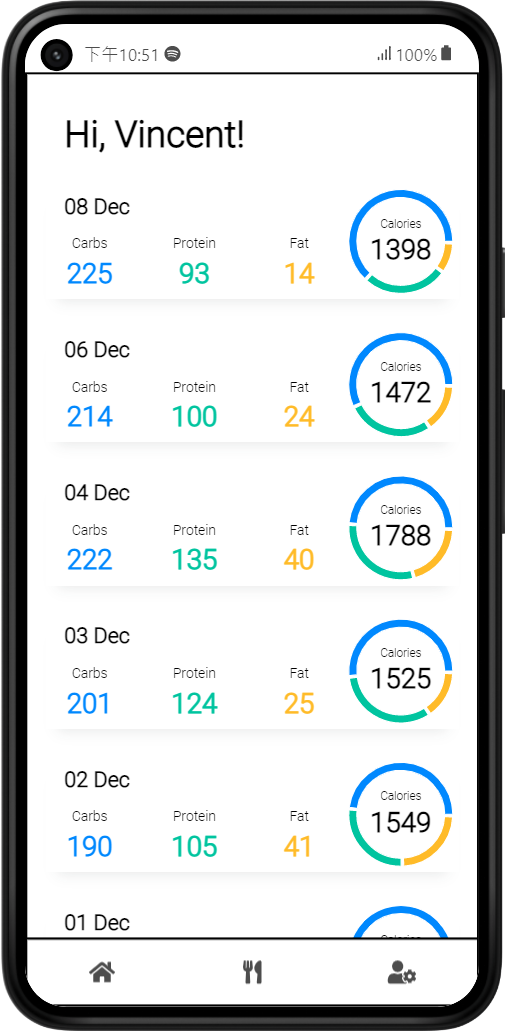 下午10:51 100%
Hi, Vincent!
08 Dec
Carbs Protein Fat Calories
225 93 14 1398
06 Dec
Carbs Protein Fat Calories
214 100 24 1472
04 Dec
Carbs Protein Fat Calories
222 135 40 1788
03 Dec
Carbs Protein Fat Calories
201 124 25 1525
02 Dec
Carbs Protein Fat Calories
190 105 41 1549
01 Dec